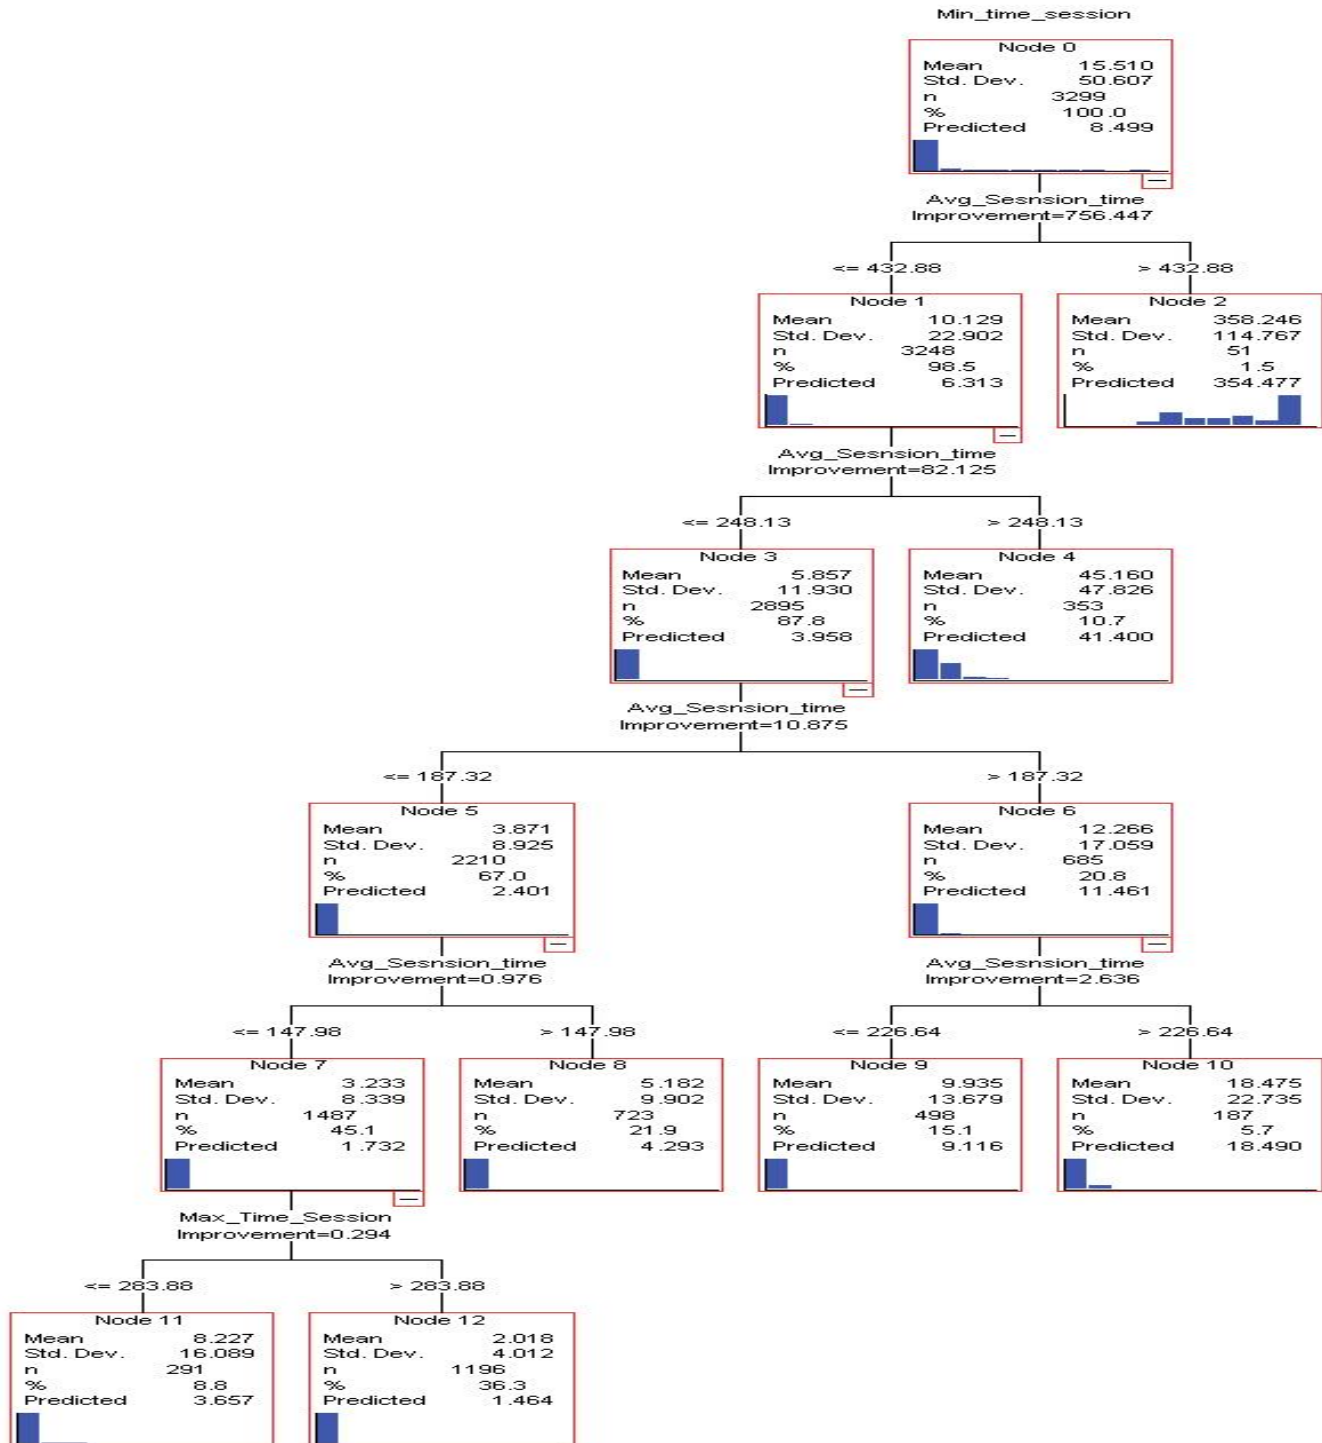 Min_time_session
Node 0
Mean 15.510
Std. Dev. 50.607
n 3299
% 100.0
Predicted 8.499
Avg_Sesnsion_time
Improvement=756.447
<= 432.88
> 432.88
Node 1
Mean 10.129
Std. Dev. 22.902
n 3248
% 98.5
Predicted 6.313
Node 2
Mean 358.246
Std. Dev. 114.767
n 51
% 1.5
Predicted 354.477
Avg_Sesnsion_time
Improvement=82.125
<= 248.13
> 248.13
Node 3
Mean 5.857
Std. Dev. 11.930
n 2895
% 87.8
Predicted 3.958
Node 4
Mean 45.160
Std. Dev. 47.826
n 353
% 10.7
Predicted 41.400
Avg_Sesnsion_time
Improvement=10.875
<= 187.32
> 187.32
Node 5
Mean 3.871
Std. Dev. 8.925
n 2210
% 67.0
Predicted 2.401
Node 6
Mean 12.266
Std. Dev. 17.059
n 685
% 20.8
Predicted 11.461
Avg_Sesnsion_time
Improvement=0.976
Avg_Sesnsion_time
Improvement=2.636
<= 147.98
> 147.98
<= 226.64
> 226.64
Node 7
Mean 3.233
Std. Dev. 8.339
n 1487
% 45.1
Predicted 1.732
Node 8
Mean 5.182
Std. Dev. 9.902
n 723
% 21.9
Predicted 4.293
Node 9
Mean 9.935
Std. Dev. 13.679
n 498
% 15.1
Predicted 9.116
Node 10
Mean 18.475
Std. Dev. 22.735
n 187
% 5.7
Predicted 18.490
Max_Time_Session
Improvement=0.294
<= 283.88
> 283.88
Node 11
Mean 8.227
Std. Dev. 16.089
n 291
% 8.8
Predicted 3.657
Node 12
Mean 2.018
Std. Dev. 4.012
n 1196
% 36.3
Predicted 1.464